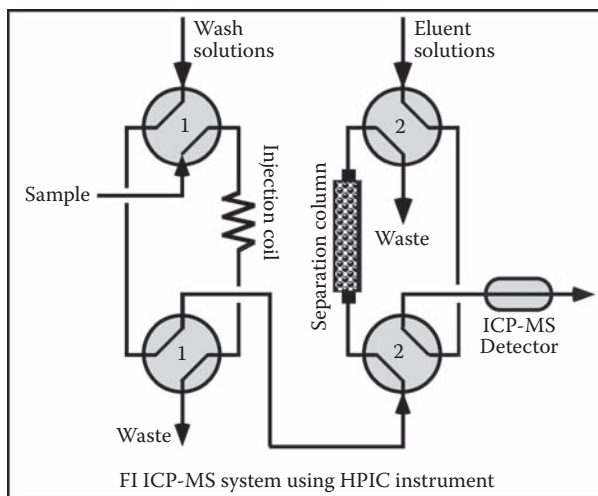 Wash
solutions
Eluent
solutions
1
2
Sample
Injection coil
Separation column
Waste
ICP-MS
Detector
1
2
Waste
FI ICP-MS system using HPIC instrument